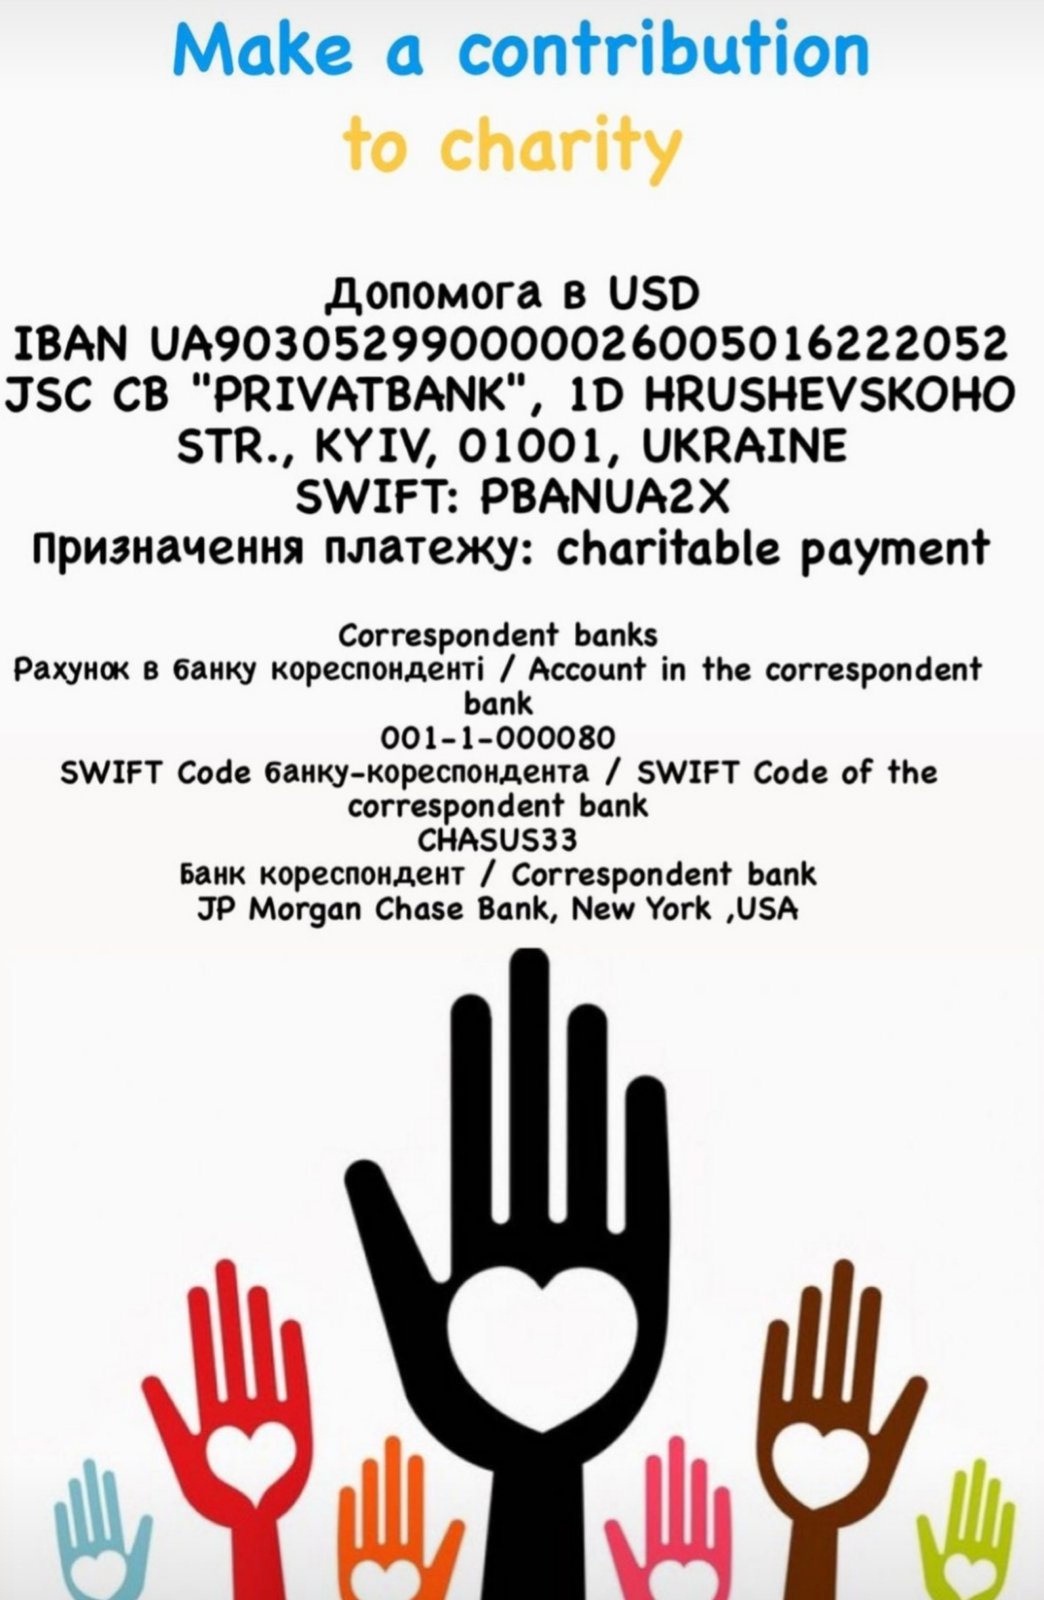 Make a contribution
to charity
Допомога в USD
IBAN UA903052990000026005016222052
JSC CB "PRIVATBANK", 1D HRUSHEVSKOHO
STR., KYIV, 01001, UKRAINE
SWIFT: PBANUA2X
Призначення платежу: charitable payment
Correspondent banks
Рахунок в банку кореспонденті / Account in the correspondent
bank
001-1-000080
SWIFT Code банку-кореспондента / SWIFT Code of the
correspondent bank
CHASUS33
Банк кореспондент / Correspondent bank
JP Morgan Chase Bank, New York ,USA